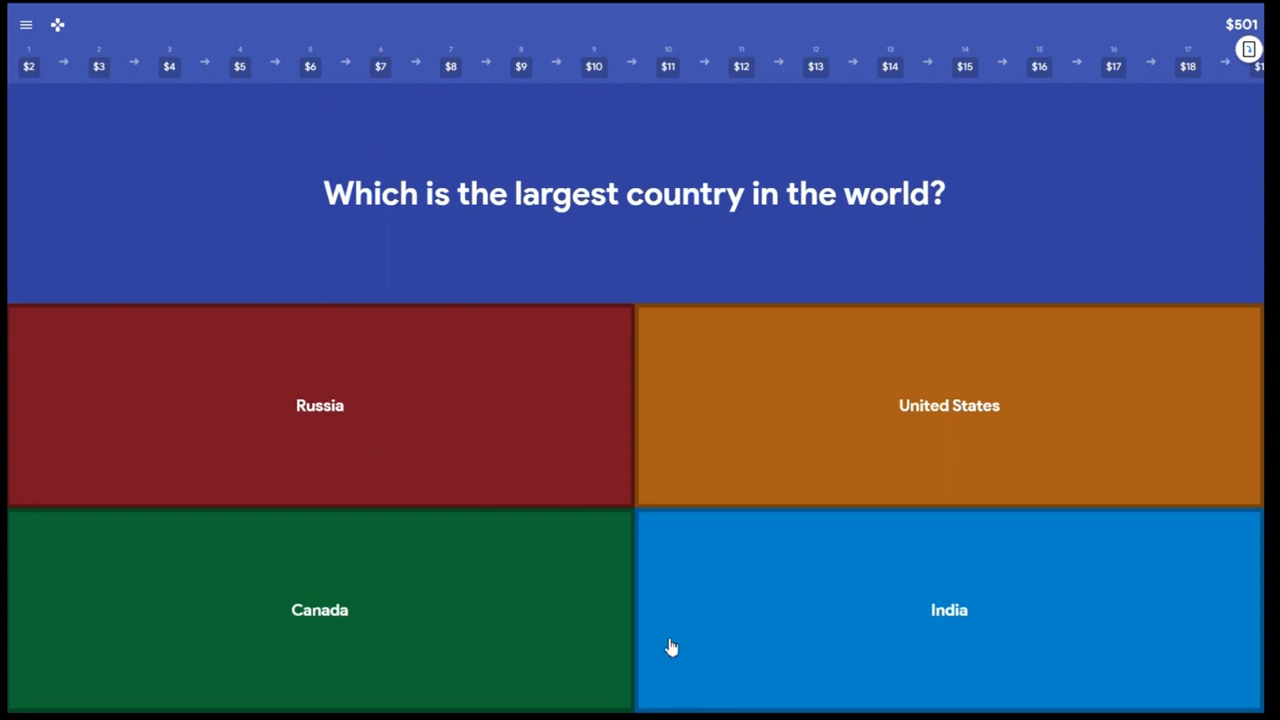 $501
1 2 3 4 5 6 7 8 9 10 11 12 13 14 15 16 17
$2 → $3 → $4 → $5 → $6 → $7 → $8 → $9 → $10 → $11 → $12 → $13 → $14 → $15 → $16 → $17 → $18 →
Which is the largest country in the world?
Russia
United States
Canada
India